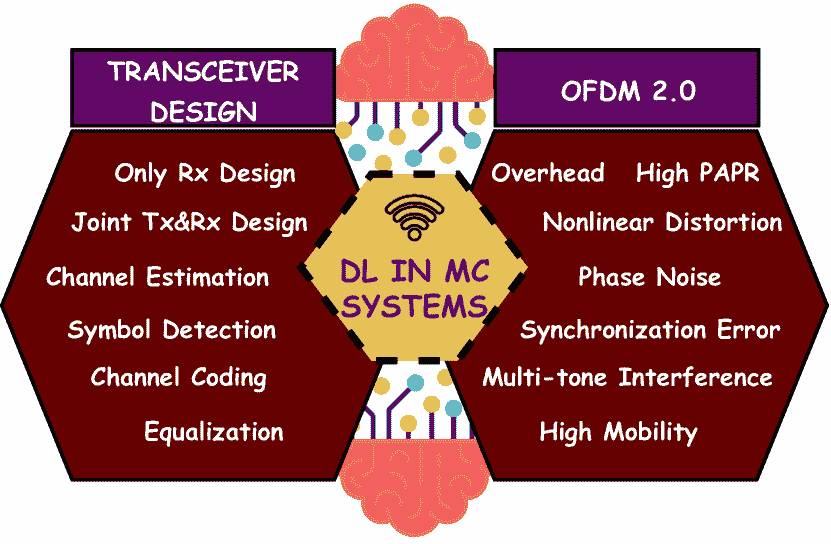 TRANSCEIVER
DESIGN
Only Rx Design
Joint Tx&Rx Design
Channel Estimation
Symbol Detection
Channel Coding
Equalization
DL IN MC
SYSTEMS
OFDM 2.0
Overhead High PAPR
Nonlinear Distortion
Phase Noise
Synchronization Error
Multi-tone Interference
High Mobility